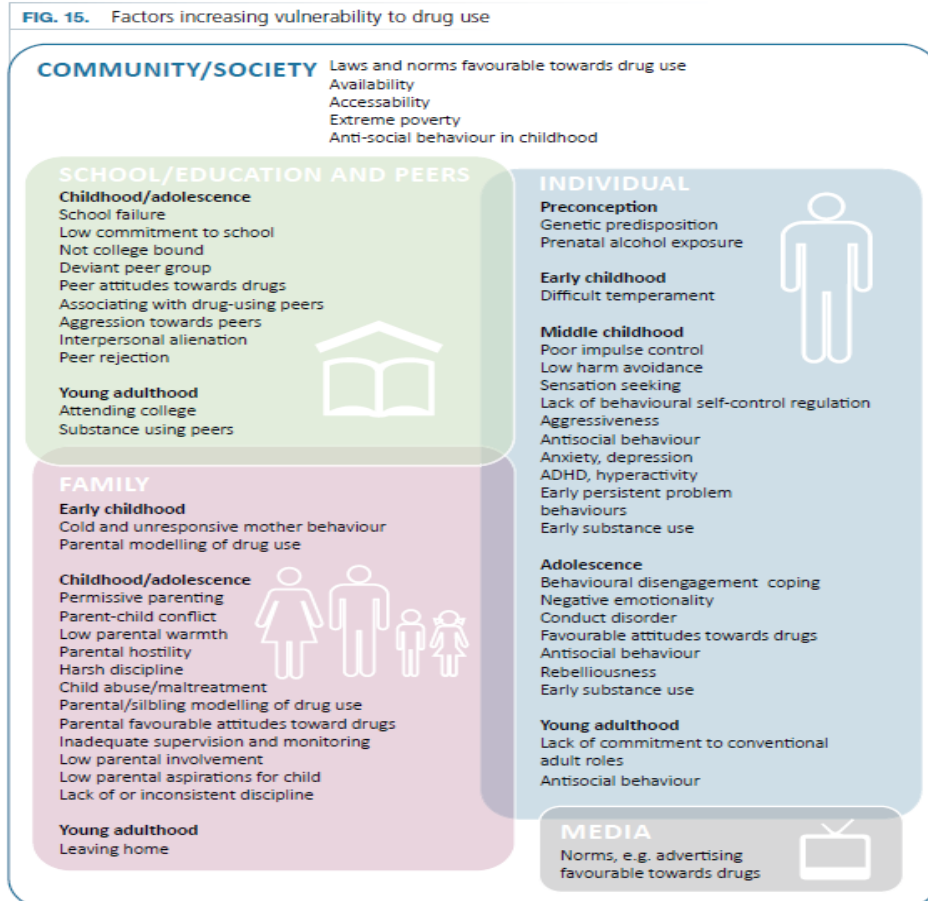 FIG. 15. Factors increasing vulnerability to drug use
COMMUNITY/SOCIETY
Laws and norms favourable towards drug use
Availability
Accessability
Extreme poverty
Anti-social behaviour in childhood
SCHOOL/EDUCATION AND PEERS
Childhood/adolescence
School failure
Low commitment to school
Not college bound
Deviant peer group
Peer attitudes towards drugs
Associating with drug-using peers
Aggression towards peers
Interpersonal alienation
Peer rejection
Young adulthood
Attending college
Substance using peers
FAMILY
Early childhood
Cold and unresponsive mother behaviour
Parental modelling of drug use
Childhood/adolescence
Permissive parenting
Parent-child conflict
Low parental warmth
Parental hostility
Harsh discipline
Child abuse/maltreatment
Parental/silbling modelling of drug use
Parental favourable attitudes toward drugs
Inadequate supervision and monitoring
Low parental involvement
Low parental aspirations for child
Lack of or inconsistent discipline
Young adulthood
Leaving home
INDIVIDUAL
Preconception
Genetic predisposition
Prenatal alcohol exposure
Early childhood
Difficult temperament
Middle childhood
Poor impulse control
Low harm avoidance
Sensation seeking
Lack of behavioural self-control regulation
Aggressiveness
Antisocial behaviour
Anxiety, depression
ADHD, hyperactivity
Early persistent problem
behaviours
Early substance use
Adolescence
Behavioural disengagement coping
Negative emotionality
Conduct disorder
Favourable attitudes towards drugs
Antisocial behaviour
Rebelliousness
Early substance use
Young adulthood
Lack of commitment to conventional
adult roles
Antisocial behaviour
MEDIA
Norms, e.g. advertising
favourable towards drugs